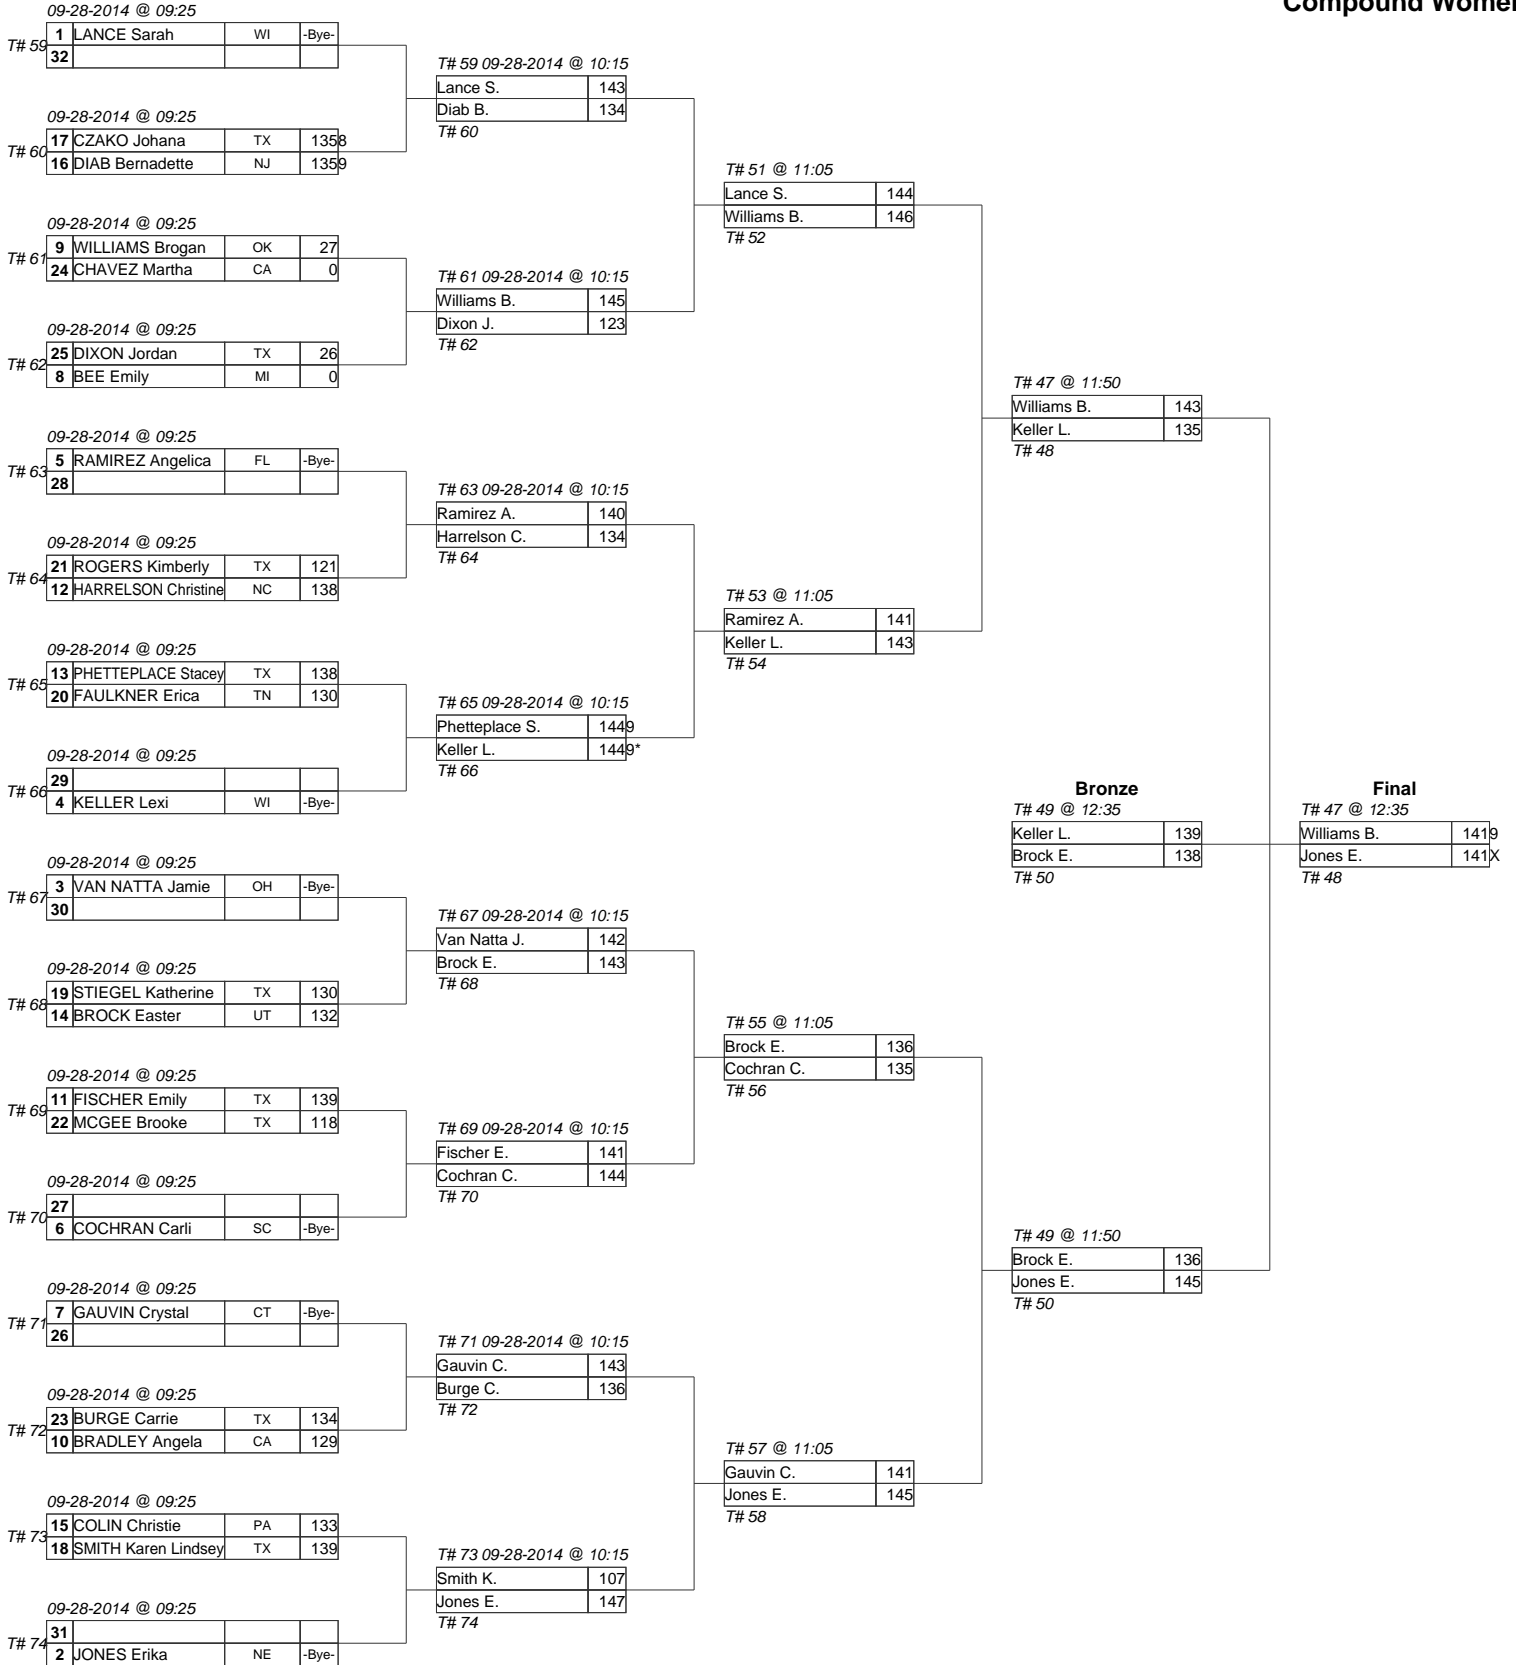 Compound Women
09-28-2014 @ 09:25
T# 59
1 LANCE Sarah WI -Bye-
32
09-28-2014 @ 09:25
T# 60
17 CZAKO Johana TX 135 8
16 DIAB Bernadette NJ 135 9
09-28-2014 @ 09:25
T# 61
9 WILLIAMS Brogan OK 27
24 CHAVEZ Martha CA 0
09-28-2014 @ 09:25
T# 62
25 DIXON Jordan TX 26
8 BEE Emily MI 0
09-28-2014 @ 09:25
T# 63
5 RAMIREZ Angelica FL -Bye-
28
09-28-2014 @ 09:25
T# 64
21 ROGERS Kimberly TX 121
12 HARRELSON Christine NC 138
09-28-2014 @ 09:25
T# 65
13 PHETTEPLACE Stacey TX 138
20 FAULKNER Erica TN 130
09-28-2014 @ 09:25
T# 66
29
4 KELLER Lexi WI -Bye-
09-28-2014 @ 09:25
T# 67
3 VAN NATTA Jamie OH -Bye-
30
09-28-2014 @ 09:25
T# 68
19 STIEGEL Katherine TX 130
14 BROCK Easter UT 132
09-28-2014 @ 09:25
T# 69
11 FISCHER Emily TX 139
22 MCGEE Brooke TX 118
09-28-2014 @ 09:25
T# 70
27
6 COCHRAN Carli SC -Bye-
09-28-2014 @ 09:25
T# 71
7 GAUVIN Crystal CT -Bye-
26
09-28-2014 @ 09:25
T# 72
23 BURGE Carrie TX 134
10 BRADLEY Angela CA 129
09-28-2014 @ 09:25
T# 73
15 COLIN Christie PA 133
18 SMITH Karen Lindsey TX 139
09-28-2014 @ 09:25
T# 74
31
2 JONES Erika NE -Bye-
T# 59 09-28-2014 @ 10:15
Lance S. 143
Diab B. 134
T# 60
T# 61 09-28-2014 @ 10:15
Williams B. 145
Dixon J. 123
T# 62
T# 63 09-28-2014 @ 10:15
Ramirez A. 140
Harrelson C. 134
T# 64
T# 65 09-28-2014 @ 10:15
Phetteplace S. 144 9
Keller L. 144 9*
T# 66
T# 67 09-28-2014 @ 10:15
Van Natta J. 142
Brock E. 143
T# 68
T# 69 09-28-2014 @ 10:15
Fischer E. 141
Cochran C. 144
T# 70
T# 71 09-28-2014 @ 10:15
Gauvin C. 143
Burge C. 136
T# 72
T# 73 09-28-2014 @ 10:15
Smith K. 107
Jones E. 147
T# 74
T# 51 @ 11:05
Lance S. 144
Williams B. 146
T# 52
T# 53 @ 11:05
Ramirez A. 141
Keller L. 143
T# 54
T# 55 @ 11:05
Brock E. 136
Cochran C. 135
T# 56
T# 57 @ 11:05
Gauvin C. 141
Jones E. 145
T# 58
T# 47 @ 11:50
Williams B. 143
Keller L. 135
T# 48
T# 49 @ 11:50
Brock E. 136
Jones E. 145
T# 50
Bronze
T# 49 @ 12:35
Keller L. 139
Brock E. 138
T# 50
Final
T# 47 @ 12:35
Williams B. 141 9
Jones E. 141 X
T# 48